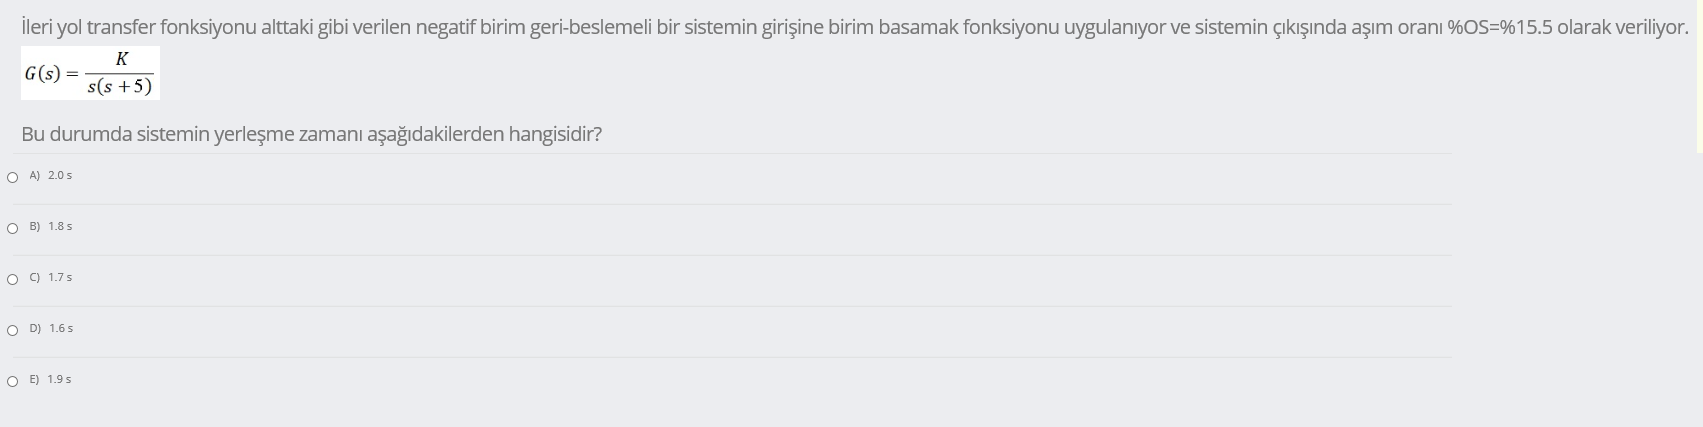 İleri yol transfer fonksiyonu alttaki gibi verilen negatif birim geri-beslemeli bir sistemin girişine birim basamak fonksiyonu uygulanıyor ve sistemin çıkışında aşım oranı %OS=%15.5 olarak veriliyor.
G(s) = K / s(s + 5)
Bu durumda sistemin yerleşme zamanı aşağıdakilerden hangisidir?
A) 2.0 s
B) 1.8 s
C) 1.7 s
D) 1.6 s
E) 1.9 s